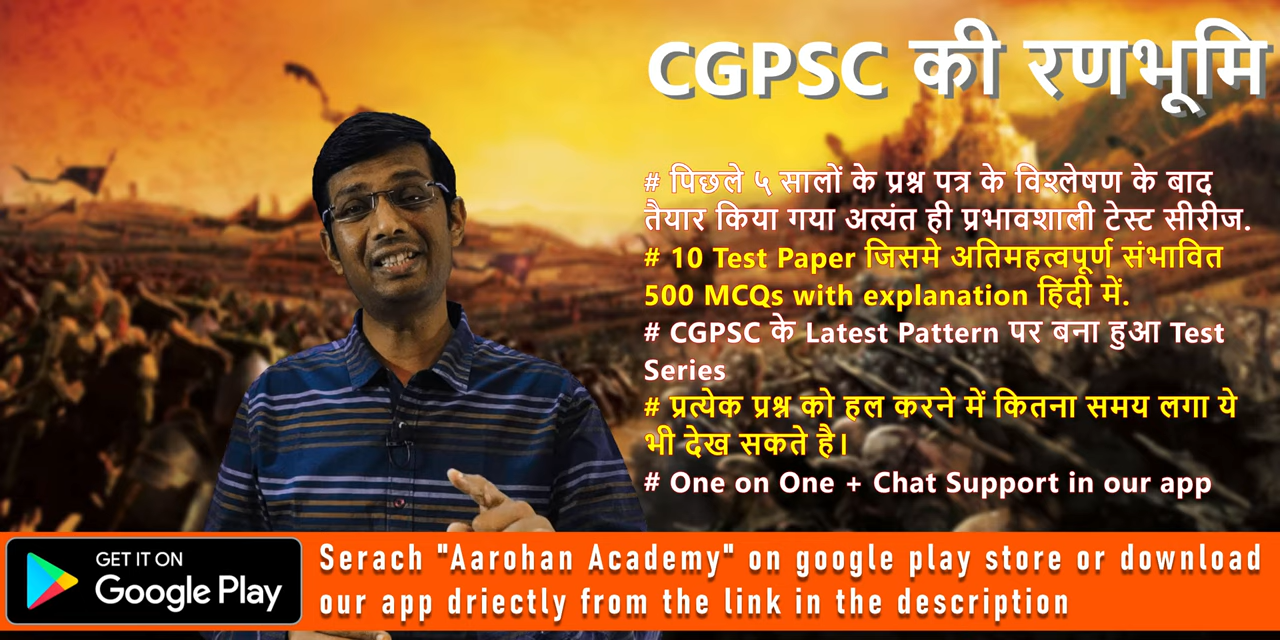 CGPSC की रणभूमि
# पिछले ५ सालों के प्रश्न पत्र के विश्लेषण के बाद
तैयार किया गया अत्यंत ही प्रभावशाली टेस्ट सीरीज.
# 10 Test Paper जिसमे अतिमहत्वपूर्ण संभावित
500 MCQs with explanation हिंदी में.
# CGPSC के Latest Pattern पर बना हुआ Test
Series
# प्रत्येक प्रश्न को हल करने में कितना समय लगा ये
भी देख सकते है।
# One on One + Chat Support in our app
GET IT ON
Google Play
Serach "Aarohan Academy" on google play store or download
our app driectly from the link in the description